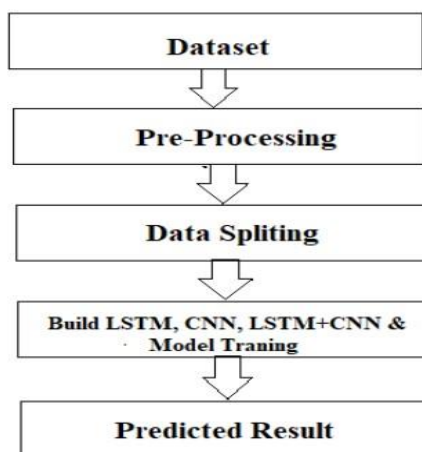 Dataset
Pre-Processing
Data Spliting
Build LSTM, CNN, LSTM+CNN &
Model Traning
Predicted Result